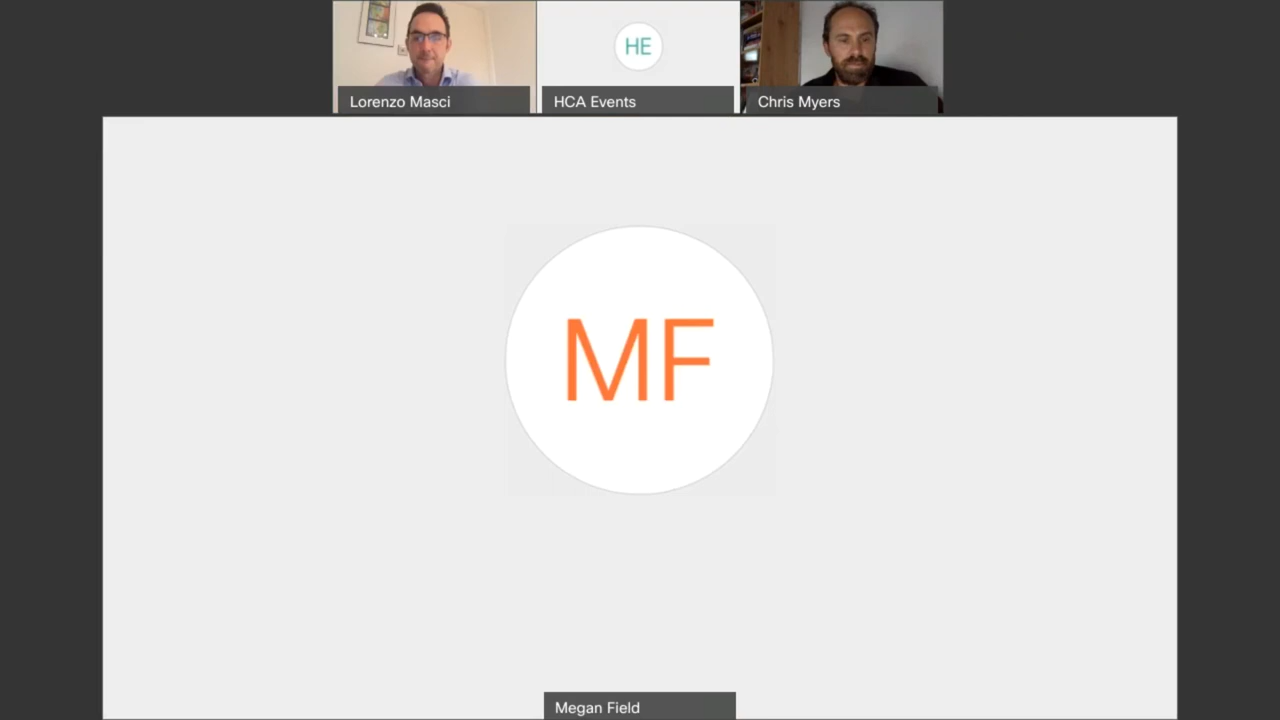 Lorenzo Masci
HE
HCA Events
Chris Myers
MF
Megan Field